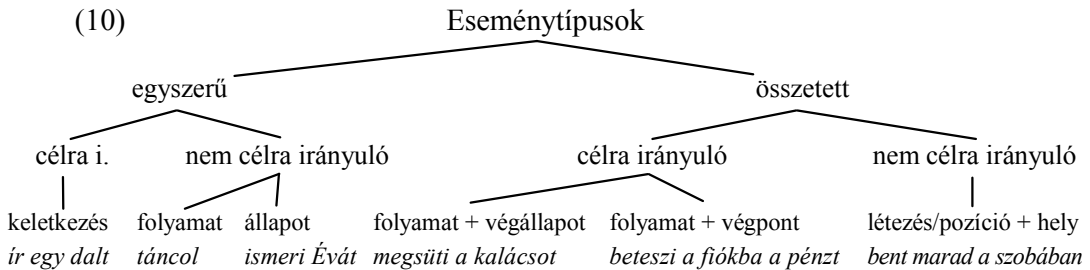 (10) Eseménytípusok
egyszerű összetett
célra i. nem célra irányuló célra irányuló nem célra irányuló
keletkezés folyamat állapot folyamat + végállapot folyamat + végpont létezés/pozíció + hely
ír egy dalt táncol ismeri Évát megsüti a kalácsot beteszi a fiókba a pénzt bent marad a szobában